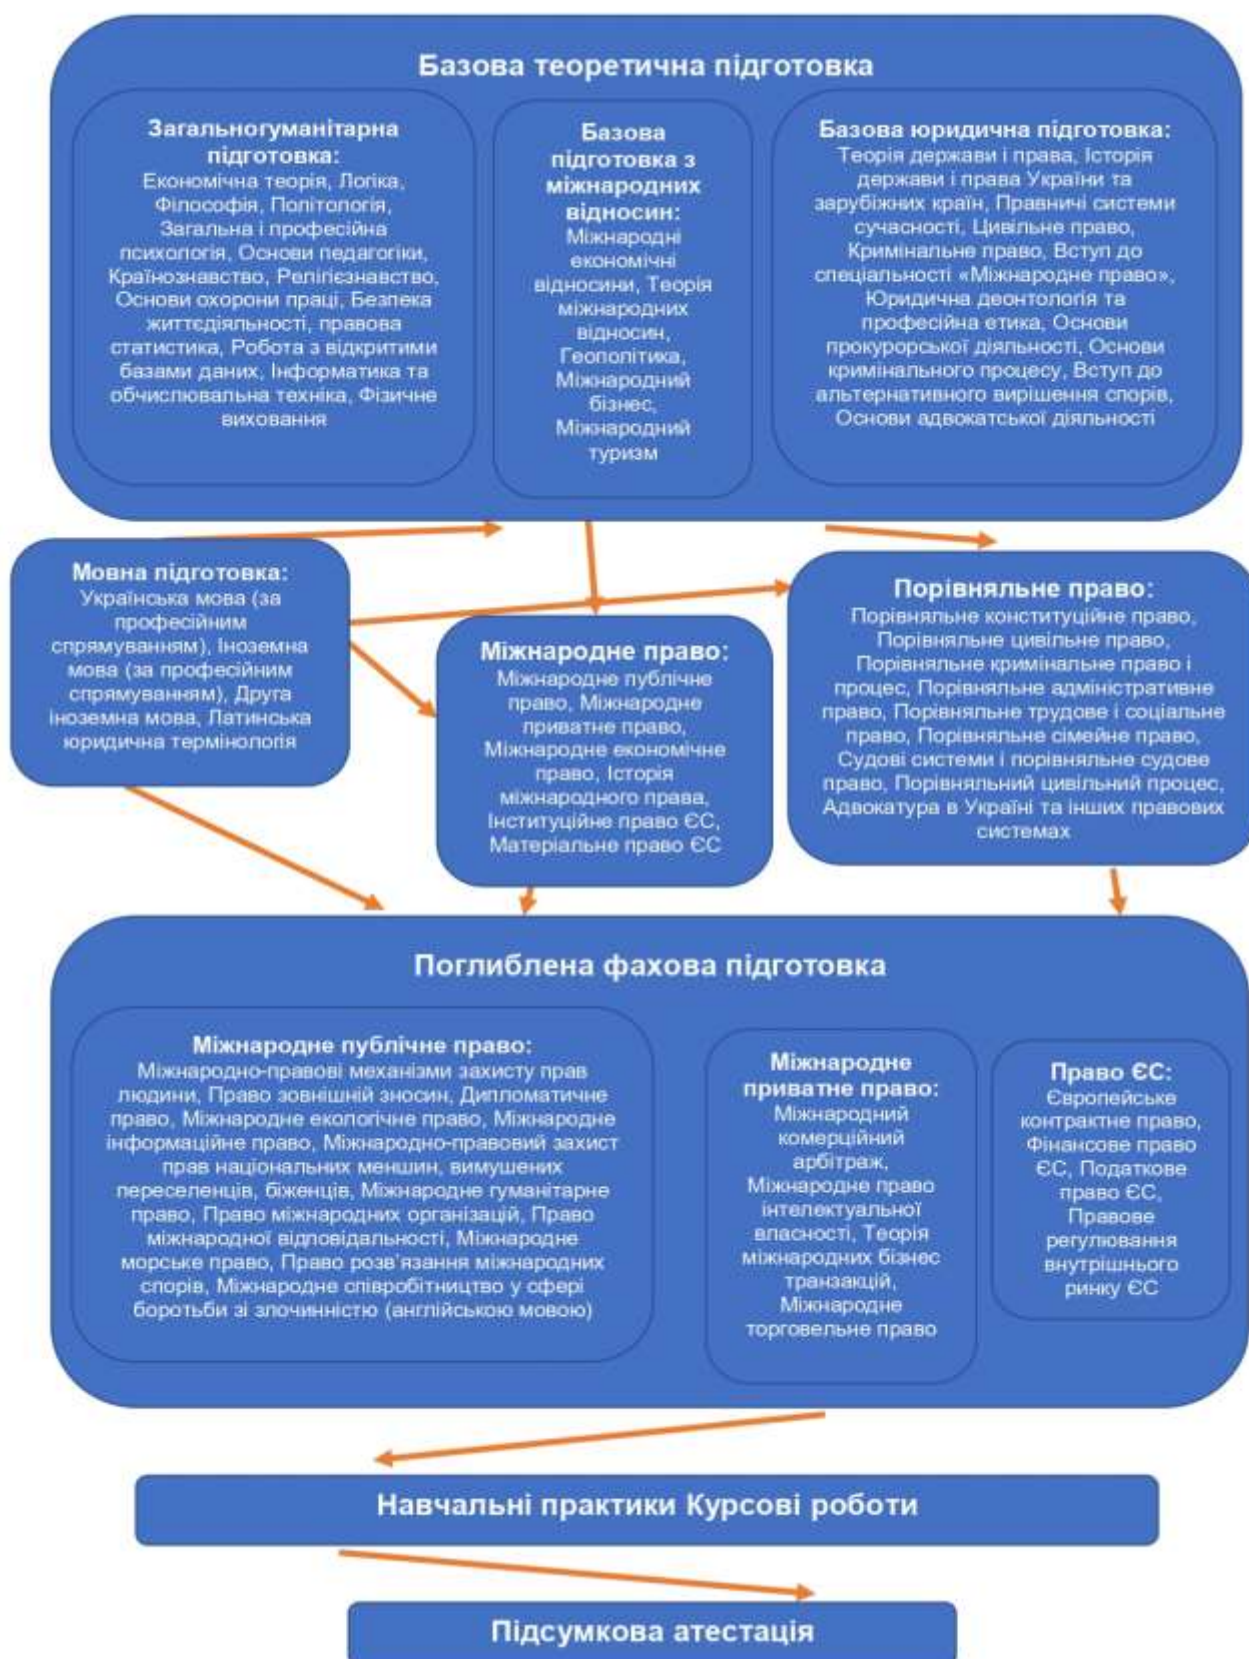 Базова теоретична підготовка
Загальногуманітарна
підготовка:
Економічна теорія, Логіка,
Філософія, Політологія,
Загальна і професійна
психологія, Основи педагогіки,
Країнознавство, Релігієзнавство,
Основи охорони праці, Безпека
життєдіяльності, правова
статистика, Робота з відкритими
базами даних, Інформатика та
обчислювальна техніка, Фізичне
виховання
Базова
підготовка з
міжнародних
відносин:
Міжнародні
економічні
відносини, Теорія
міжнародних
відносин,
Геополітика,
Міжнародний
бізнес,
Міжнародний
туризм
Базова юридична підготовка:
Теорія держави і права, Історія
держави і права України та
зарубіжних країн, Правничі системи
сучасності, Цивільне право,
Кримінальне право, Вступ до
спеціальності «Міжнародне право»,
Юридична деонтологія та
професійна етика, Основи
прокурорської діяльності, Основи
кримінального процесу, Вступ до
альтернативного вирішення спорів,
Основи адвокатської діяльності
Мовна підготовка:
Українська мова (за
професійним
спрямуванням), Іноземна
мова (за професійним
спрямуванням), Друга
іноземна мова, Латинська
юридична термінологія
Міжнародне право:
Міжнародне публічне
право, Міжнародне
приватне право,
Міжнародне економічне
право, Історія
міжнародного права,
Інституційне право ЄС,
Матеріальне право ЄС
Порівняльне право:
Порівняльне конституційне право,
Порівняльне цивільне право,
Порівняльне кримінальне право і
процес, Порівняльне адміністративне
право, Порівняльне трудове і соціальне
право, Порівняльне сімейне право,
Судові системи і порівняльне судове
право, Порівняльний цивільний процес,
Адвокатура в Україні та інших правових
системах
Поглиблена фахова підготовка
Міжнародне публічне право:
Міжнародно-правові механізми захисту прав
людини, Право зовнішній зносин, Дипломатичне
право, Міжнародне екологічне право, Міжнародне
інформаційне право, Міжнародно-правовий захист
прав національних меншин, вимушених
переселенців, біженців, Міжнародне гуманітарне
право, Право міжнародних організацій, Право
міжнародної відповідальності, Міжнародне
морське право, Право розв'язання міжнародних
спорів, Міжнародне співробітництво у сфері
боротьби зі злочинністю (англійською мовою)
Міжнародне
приватне право:
Міжнародний
комерційний
арбітраж,
Міжнародне право
інтелектуальної
власності, Теорія
міжнародних бізнес
транзакцій,
Міжнародне
торговельне право
Право ЄС:
Європейське
контрактне право,
Фінансове право
ЄС, Податкове
право ЄС,
Правове
регулювання
внутрішнього
ринку ЄС
Навчальні практики Курсові роботи
Підсумкова атестація